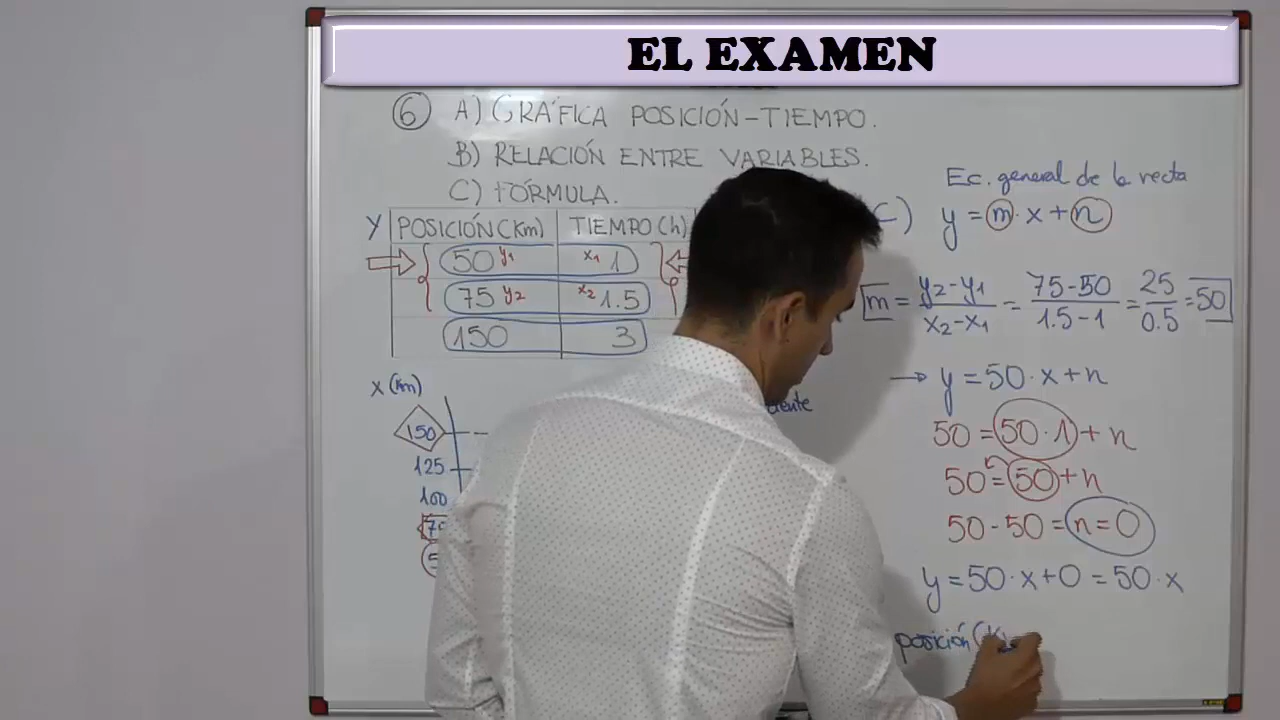 EL EXAMEN
6 A) GRÁFICA POSICIÓN-TIEMPO.
B) RELACIÓN ENTRE VARIABLES.
C) FÓRMULA.
Y POSICIÓN(Km) TIEMPO(h)
50 y1 x1 1
75 y2 x2 1.5
150 3
X (Km)
150
125
100
Ec. general de la recta
C) y = m · x + n
m = y2-y1 / x2-x1 = 75-50 / 1.5-1 = 25 / 0.5 = 50
→ y = 50 · x + n
50 = 50 · 1 + n
50 = 50 + n
50 - 50 = n = 0
y = 50 · x + 0 = 50 · x
posición (K